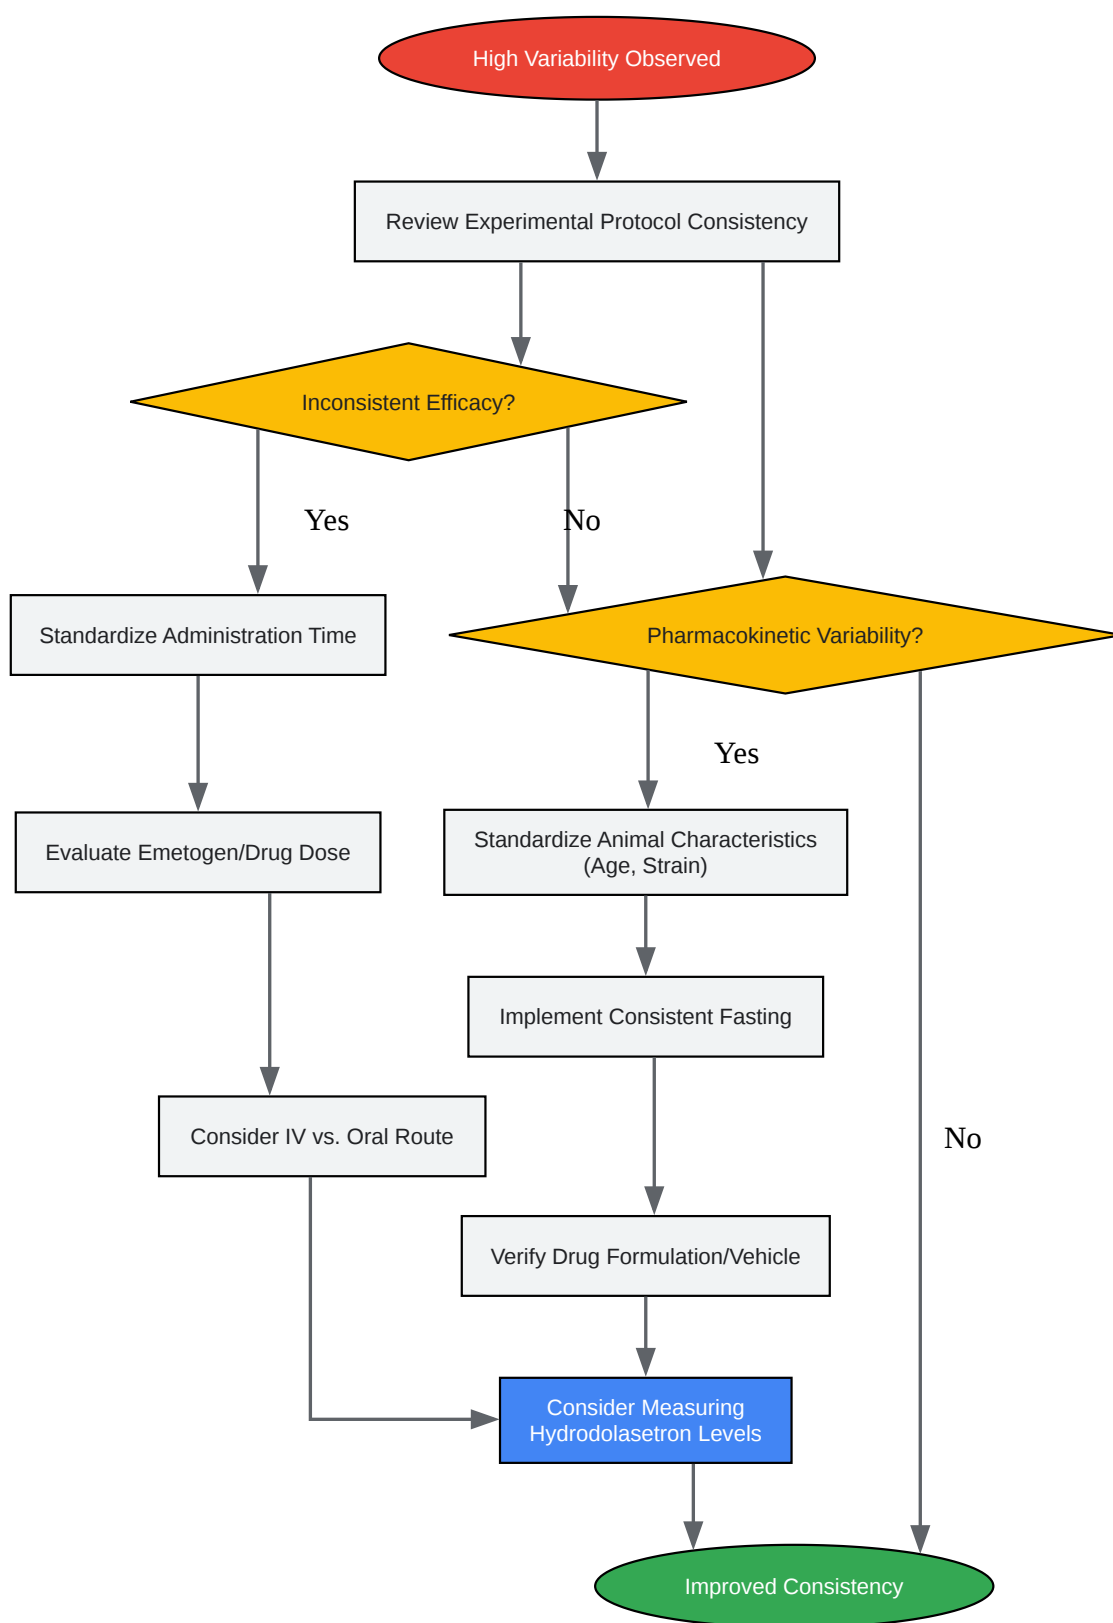 High Variability Observed
Review Experimental Protocol Consistency
Inconsistent Efficacy?
Yes
No
Standardize Administration Time
Pharmacokinetic Variability?
Yes
Evaluate Emetogen/Drug Dose
Standardize Animal Characteristics
(Age, Strain)
Implement Consistent Fasting
Consider IV vs. Oral Route
No
Verify Drug Formulation/Vehicle
Consider Measuring
Hydrodolasetron Levels
Improved Consistency